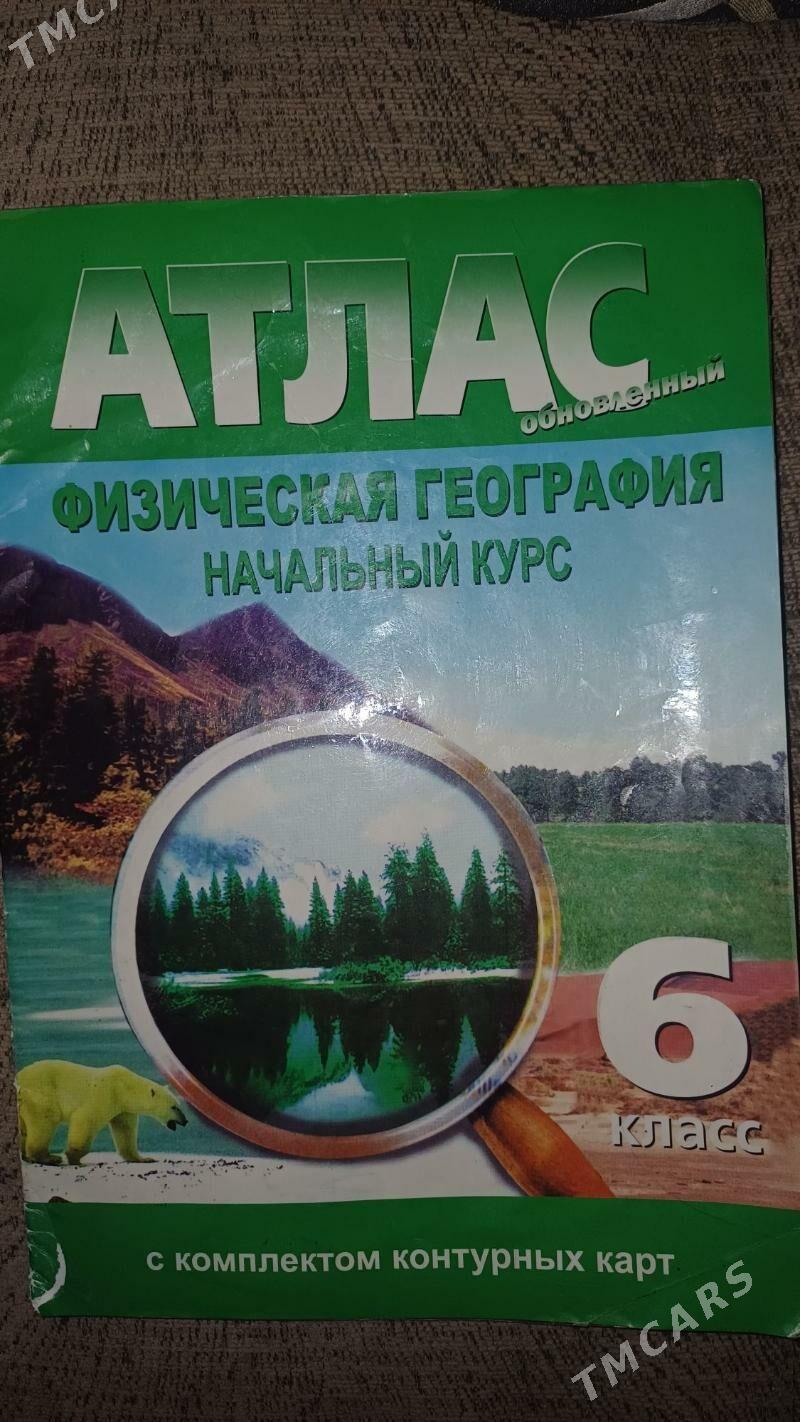 TMCARS
АТЛАС
обновленный
ФИЗИЧЕСКАЯ ГЕОГРАФИЯ
НАЧАЛЬНЫЙ КУРС
6
класс
с комплектом контурных карт
TMCARS